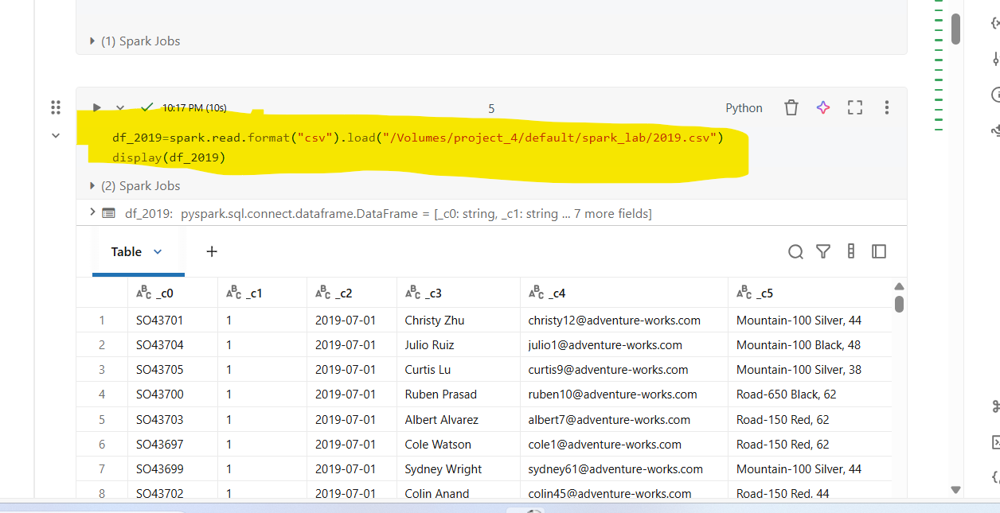 (1) Spark Jobs
10:17 PM (10s)
5
Python
df_2019=spark.read.format("csv").load("/Volumes/project_4/default/spark_lab/2019.csv")
display(df_2019)
(2) Spark Jobs
df_2019: pyspark.sql.connect.dataframe.DataFrame = [_c0: string, _c1: string ... 7 more fields]
Table
_c0 _c1 _c2 _c3 _c4 _c5
1 SO43701 1 2019-07-01 Christy Zhu christy12@adventure-works.com Mountain-100 Silver, 44
2 SO43704 1 2019-07-01 Julio Ruiz julio1@adventure-works.com Mountain-100 Black, 48
3 SO43705 1 2019-07-01 Curtis Lu curtis9@adventure-works.com Mountain-100 Silver, 38
4 SO43700 1 2019-07-01 Ruben Prasad ruben10@adventure-works.com Road-650 Black, 62
5 SO43703 1 2019-07-01 Albert Alvarez albert7@adventure-works.com Road-150 Red, 62
6 SO43697 1 2019-07-01 Cole Watson cole1@adventure-works.com Road-150 Red, 62
7 SO43699 1 2019-07-01 Sydney Wright sydney61@adventure-works.com Mountain-100 Silver, 44
8 SO43702 1 2019-07-01 Colin Anand colin45@adventure-works.com Road-150 Red, 44